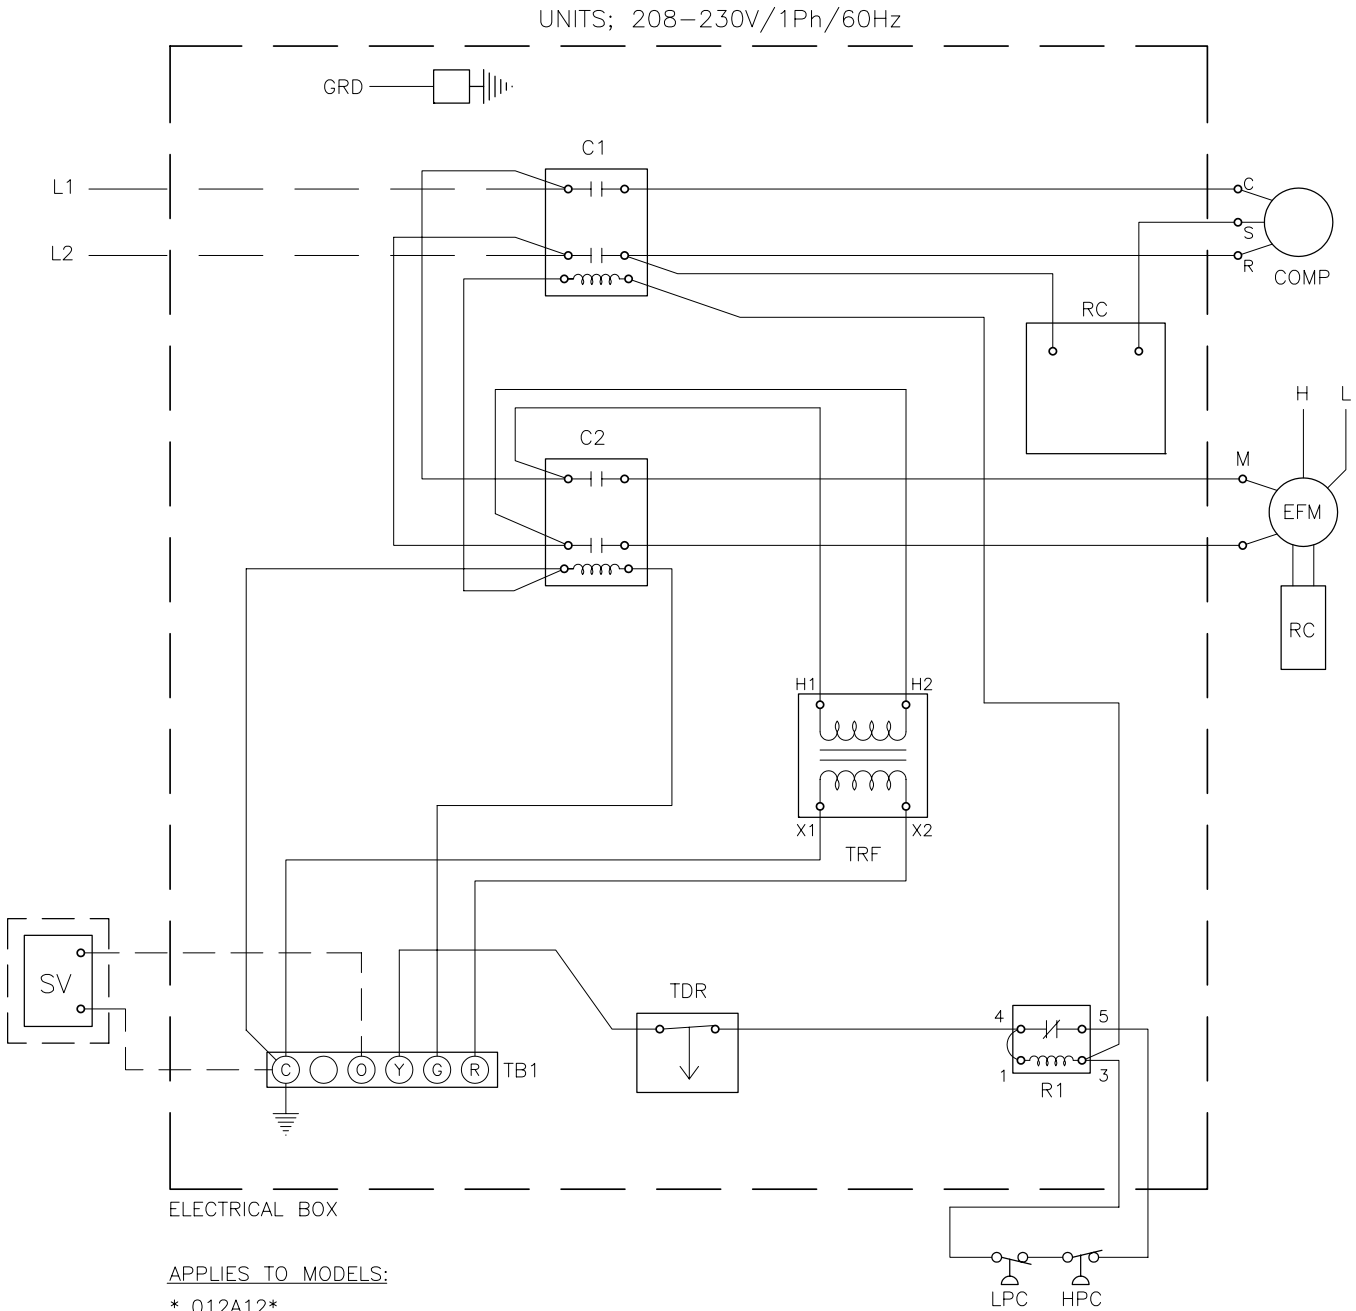 UNITS; 208-230V/1Ph/60Hz
GRD
C1
L1
C
S
L2
R
COMP
RC
H L
C2
M
EFM
RC
H1 H2
X1 X2
TRF
SV
TDR
4 5
C O Y G R TB1
1 3
R1
ELECTRICAL BOX
APPLIES TO MODELS:
* 012A12*
LPC HPC